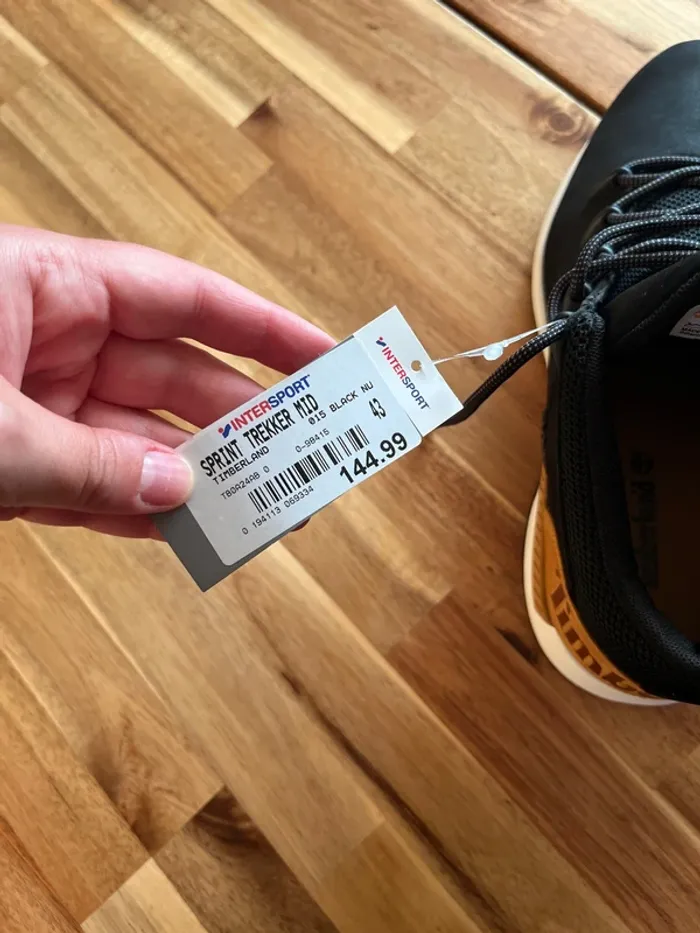 INTERSPORT
SPRINT TREKKER MID
TIMBERLAND 015 BLACK NU
TB0A24AB 0 0-98415 43
0 194113 069334
144.99
INTERSPORT